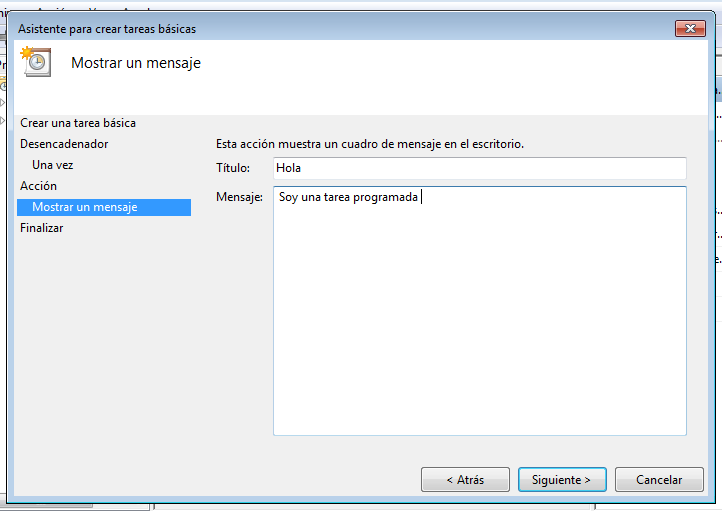 Asistente para crear tareas básicas
Mostrar un mensaje
Crear una tarea básica
Desencadenador
Una vez
Acción
Mostrar un mensaje
Finalizar
Esta acción muestra un cuadro de mensaje en el escritorio.
Título: Hola
Mensaje: Soy una tarea programada
< Atrás Siguiente > Cancelar